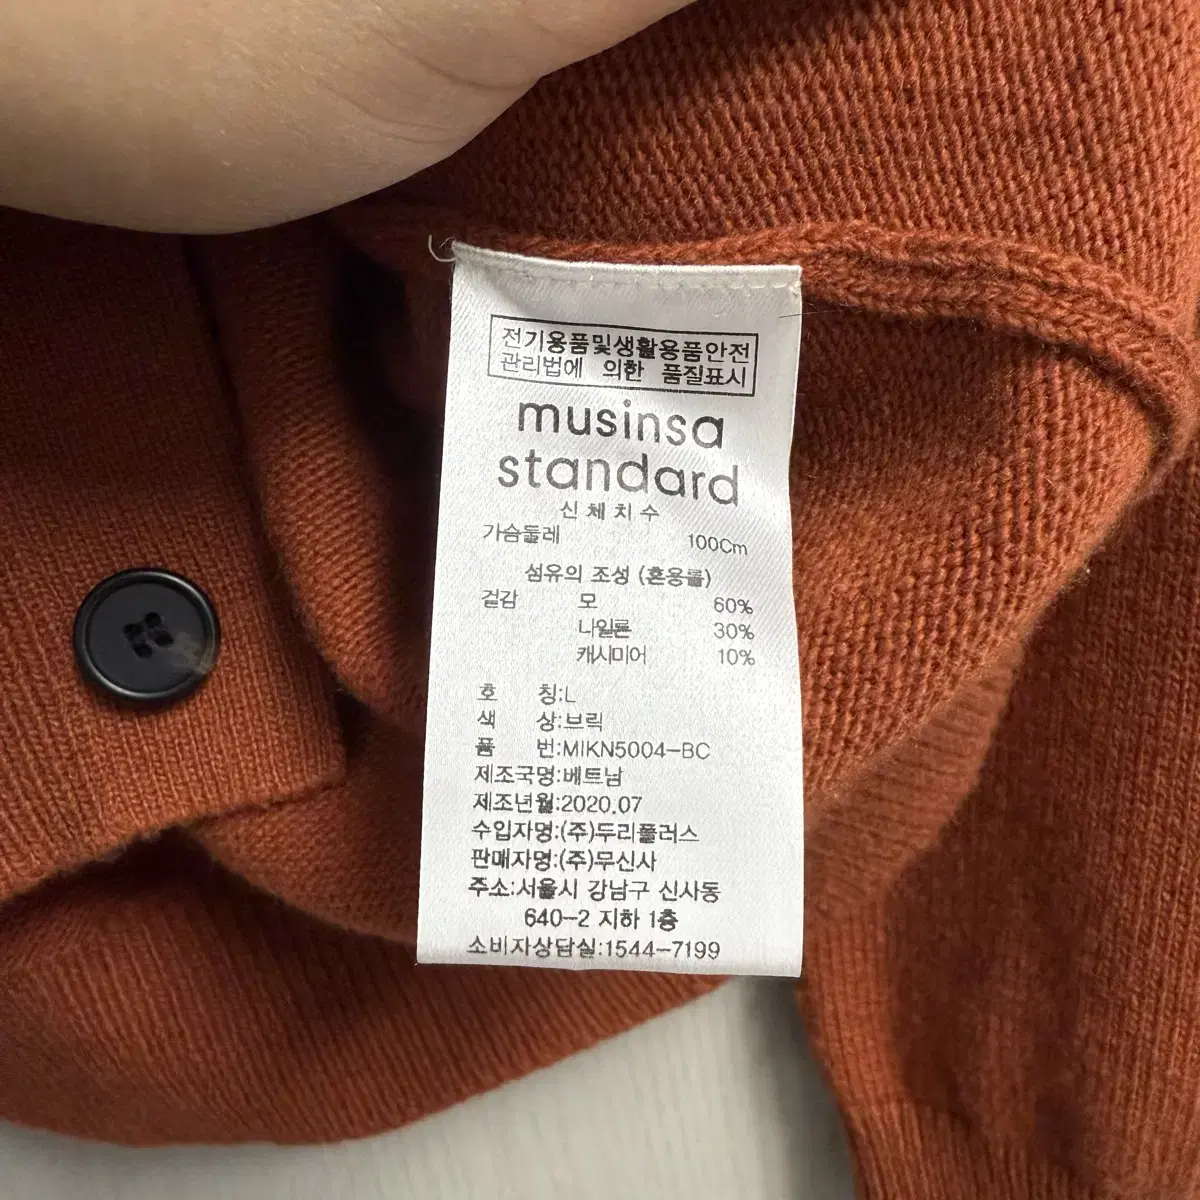 전기용품및생활용품안전
관리법에 의한 품질표시
musinsa
standard
신체치수
가슴둘레 100Cm
섬유의 조성 (혼용률)
겉감 모 60%
나일론 30%
캐시미어 10%
호 칭:L
색 상:브릭
품 번:MIKN5004-BC
제조국명:베트남
제조년월:2020.07
수입자명:(주)두리플러스
판매자명:(주)무신사
주소:서울시 강남구 신사동
640-2 지하 1층
소비자상담실:1544-7199